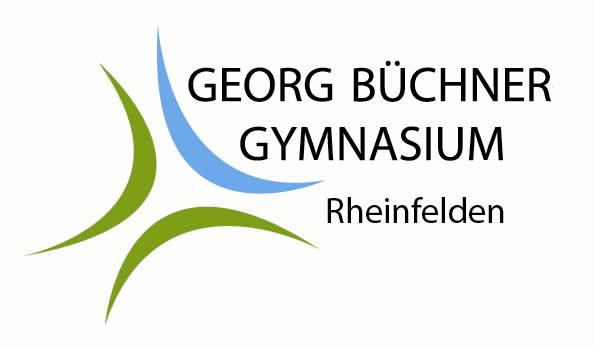 GEORG BÜCHNER
GYMNASIUM
Rheinfelden